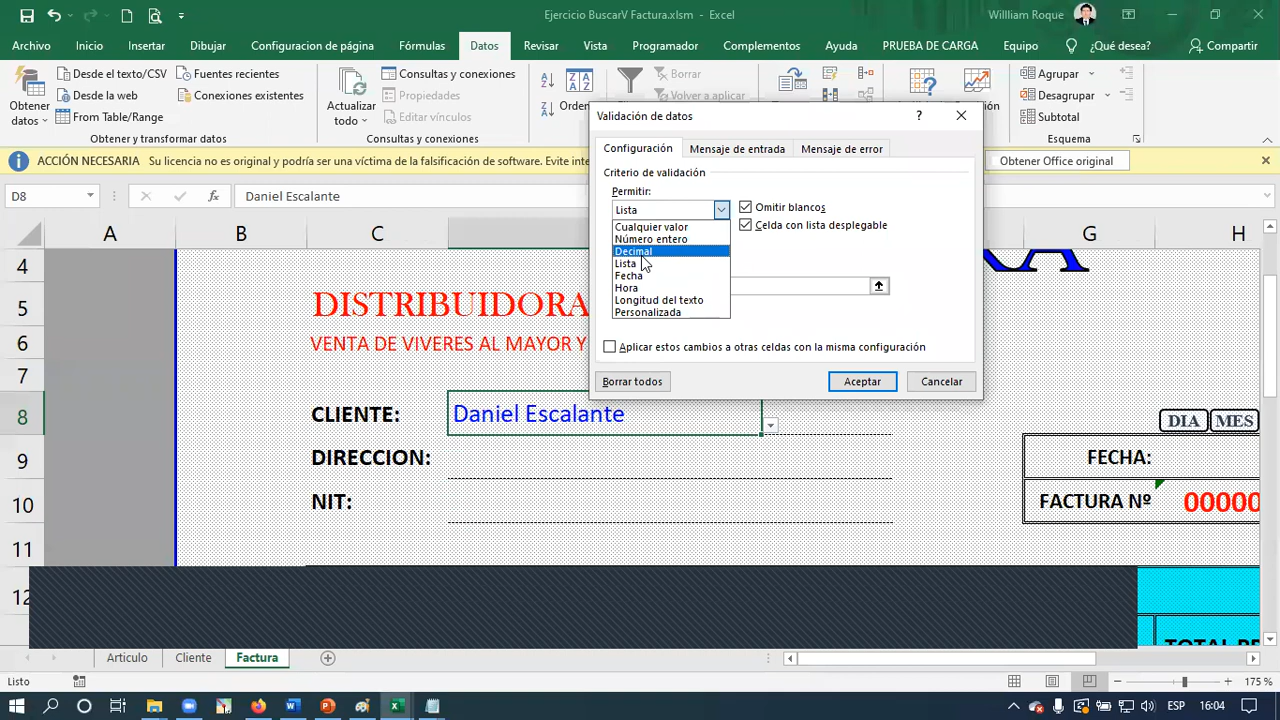 Ejercicio BuscarV Factura.xlsm - Excel
Willliam Roque
Archivo Inicio Insertar Dibujar Configuración de página Fórmulas Datos Revisar Vista Programador Complementos Ayuda PRUEBA DE CARGA Equipo ¿Qué desea? Compartir
Obtener datos
Desde el texto/CSV
Desde la web
From Table/Range
Fuentes recientes
Conexiones existentes
Obtener y transformar datos
Actualizar todo
Consultas y conexiones
Propiedades
Editar vínculos
Consultas y conexiones
A Z
Z A
Z A
A Z
Orden
Borrar
Volver a aplicar
Agrupar
Desagrupar
Subtotal
Esquema
ACCIÓN NECESARIA Su licencia no es original y podría ser una víctima de la falsificación de software. Evite inte
Obtener Office original
D8
fx
Daniel Escalante
Validación de datos
Configuración Mensaje de entrada Mensaje de error
Criterio de validación
Permitir:
Lista
Omitir blancos
Celda con lista desplegable
Cualquier valor
Número entero
Decimal
Lista
Fecha
Hora
Longitud del texto
Personalizada
Aplicar estos cambios a otras celdas con la misma configuración
Borrar todos Aceptar Cancelar
A B C G H
4
5
6
7
8
9
10
11
12
DISTRIBUIDORA
VENTA DE VIVERES AL MAYOR Y
CLIENTE: Daniel Escalante
DIRECCION:
NIT:
DIA MES
FECHA:
FACTURA Nº 00000
Articulo Cliente Factura
Listo
175 %
ESP 16:04